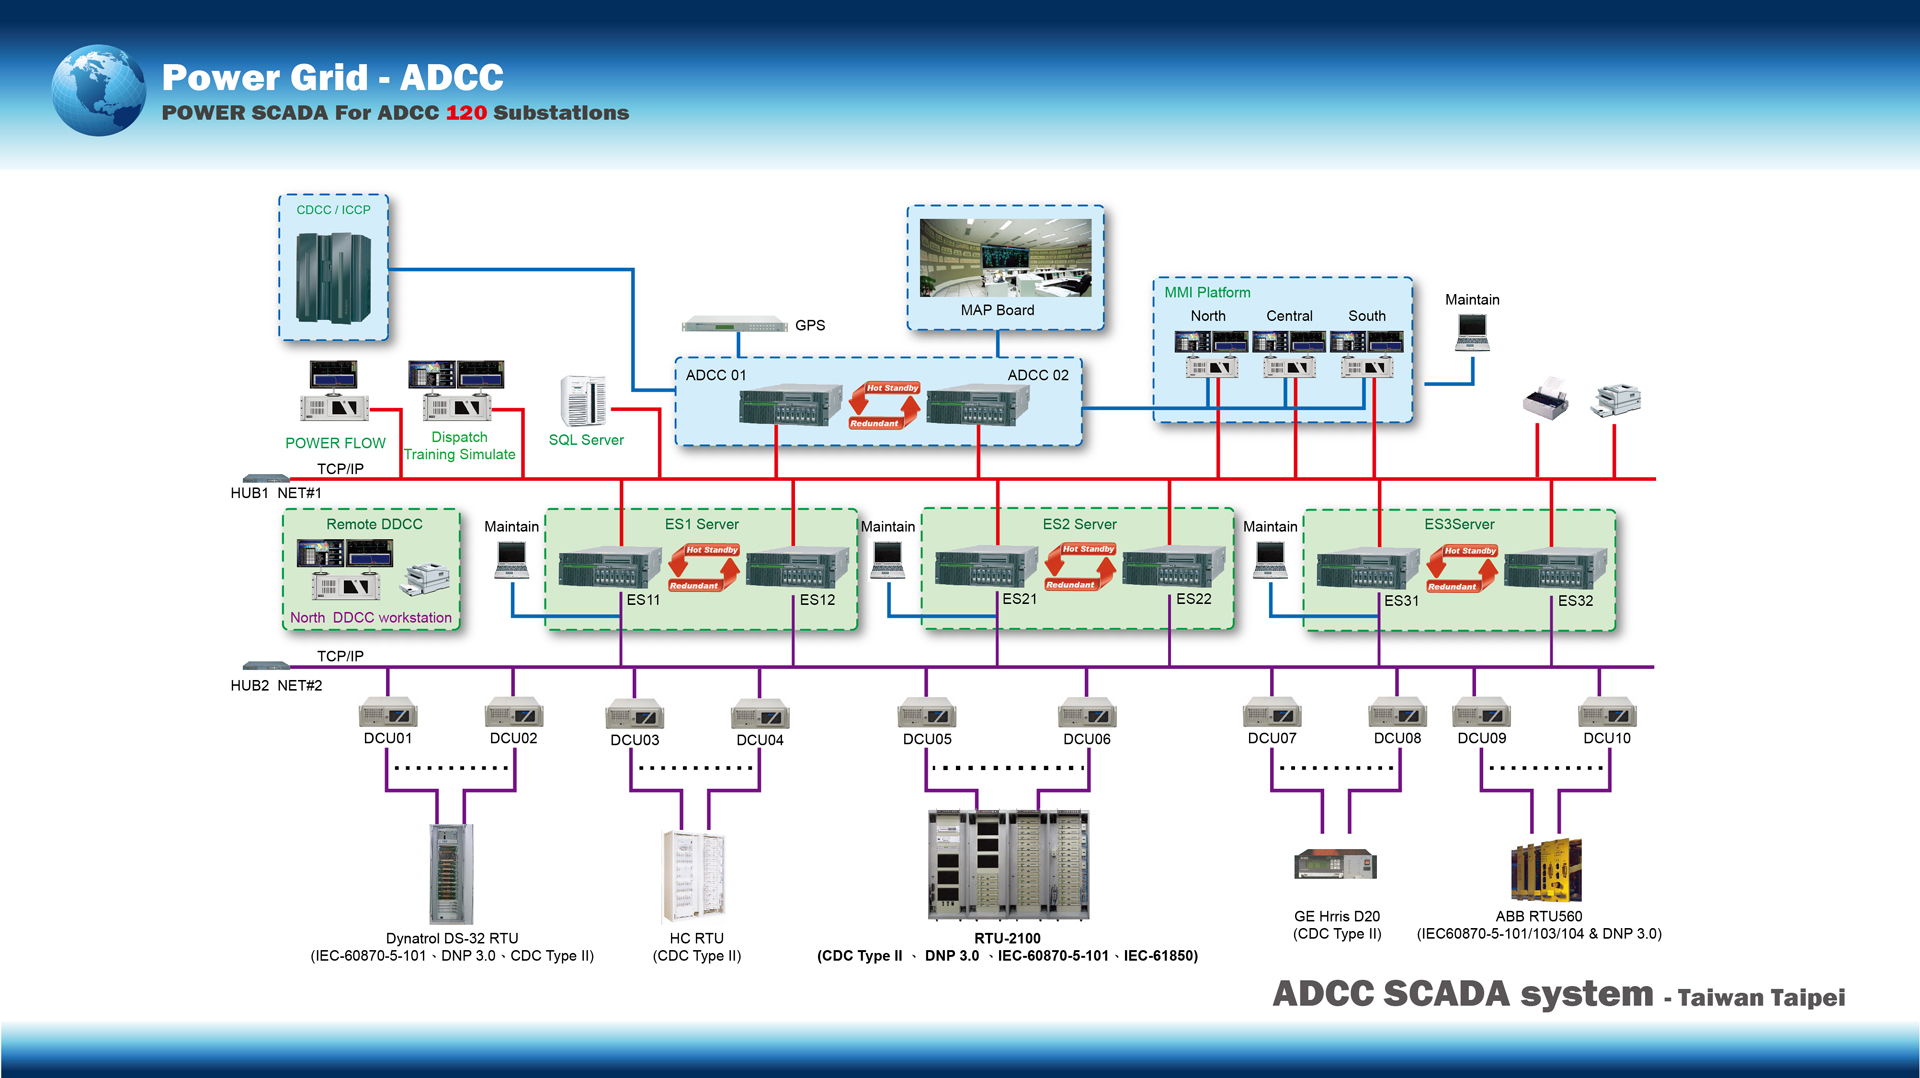 Power Grid - ADCC
POWER SCADA For ADCC 120 Substations
CDCC / ICCP
MAP Board
GPS
MMI Platform
North
Central
South
Maintain
ADCC 01
Hot Standby
Redundant
ADCC 02
POWER FLOW
Dispatch
Training Simulate
SQL Server
TCP/IP
HUB1 NET#1
Remote DDCC
North DDCC workstation
Maintain
ES1 Server
Hot Standby
Redundant
ES11
ES12
Maintain
ES2 Server
Hot Standby
Redundant
ES21
ES22
Maintain
ES3Server
Hot Standby
Redundant
ES31
ES32
TCP/IP
HUB2 NET#2
DCU01
DCU02
DCU03
DCU04
DCU05
DCU06
DCU07
DCU08
DCU09
DCU10
Dynatrol DS-32 RTU
(IEC-60870-5-101、DNP 3.0、CDC Type II)
HC RTU
(CDC Type II)
RTU-2100
(CDC Type II 、 DNP 3.0 、IEC-60870-5-101、IEC-61850)
GE Hrris D20
(CDC Type II)
ABB RTU560
(IEC60870-5-101/103/104 & DNP 3.0)
ADCC SCADA system - Taiwan Taipei